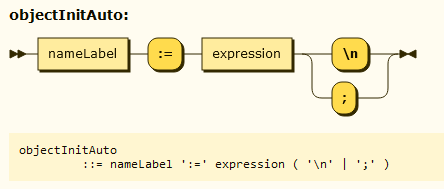 objectInitAuto:
nameLabel := expression \n
;
objectInitAuto
::= nameLabel ':=' expression ( '\n' | ';' )